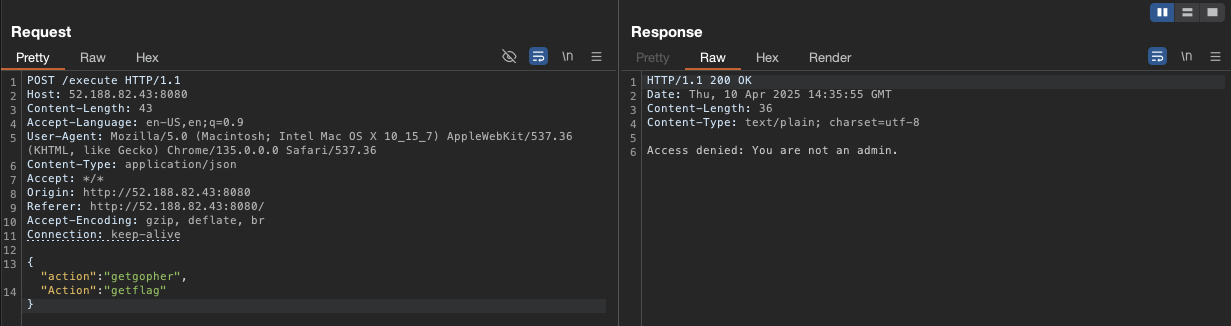 Request
Pretty Raw Hex \n
1 POST /execute HTTP/1.1
2 Host: 52.188.82.43:8080
3 Content-Length: 43
4 Accept-Language: en-US,en;q=0.9
5 User-Agent: Mozilla/5.0 (Macintosh; Intel Mac OS X 10_15_7) AppleWebKit/537.36
(KHTML, like Gecko) Chrome/135.0.0.0 Safari/537.36
6 Content-Type: application/json
7 Accept: */*
8 Origin: http://52.188.82.43:8080
9 Referer: http://52.188.82.43:8080/
10 Accept-Encoding: gzip, deflate, br
11 Connection: keep-alive
12
13 {
"action":"getgopher",
14 "Action":"getflag"
}
Response
Pretty Raw Hex Render \n
1 HTTP/1.1 200 OK
2 Date: Thu, 10 Apr 2025 14:35:55 GMT
3 Content-Length: 36
4 Content-Type: text/plain; charset=utf-8
5
6 Access denied: You are not an admin.